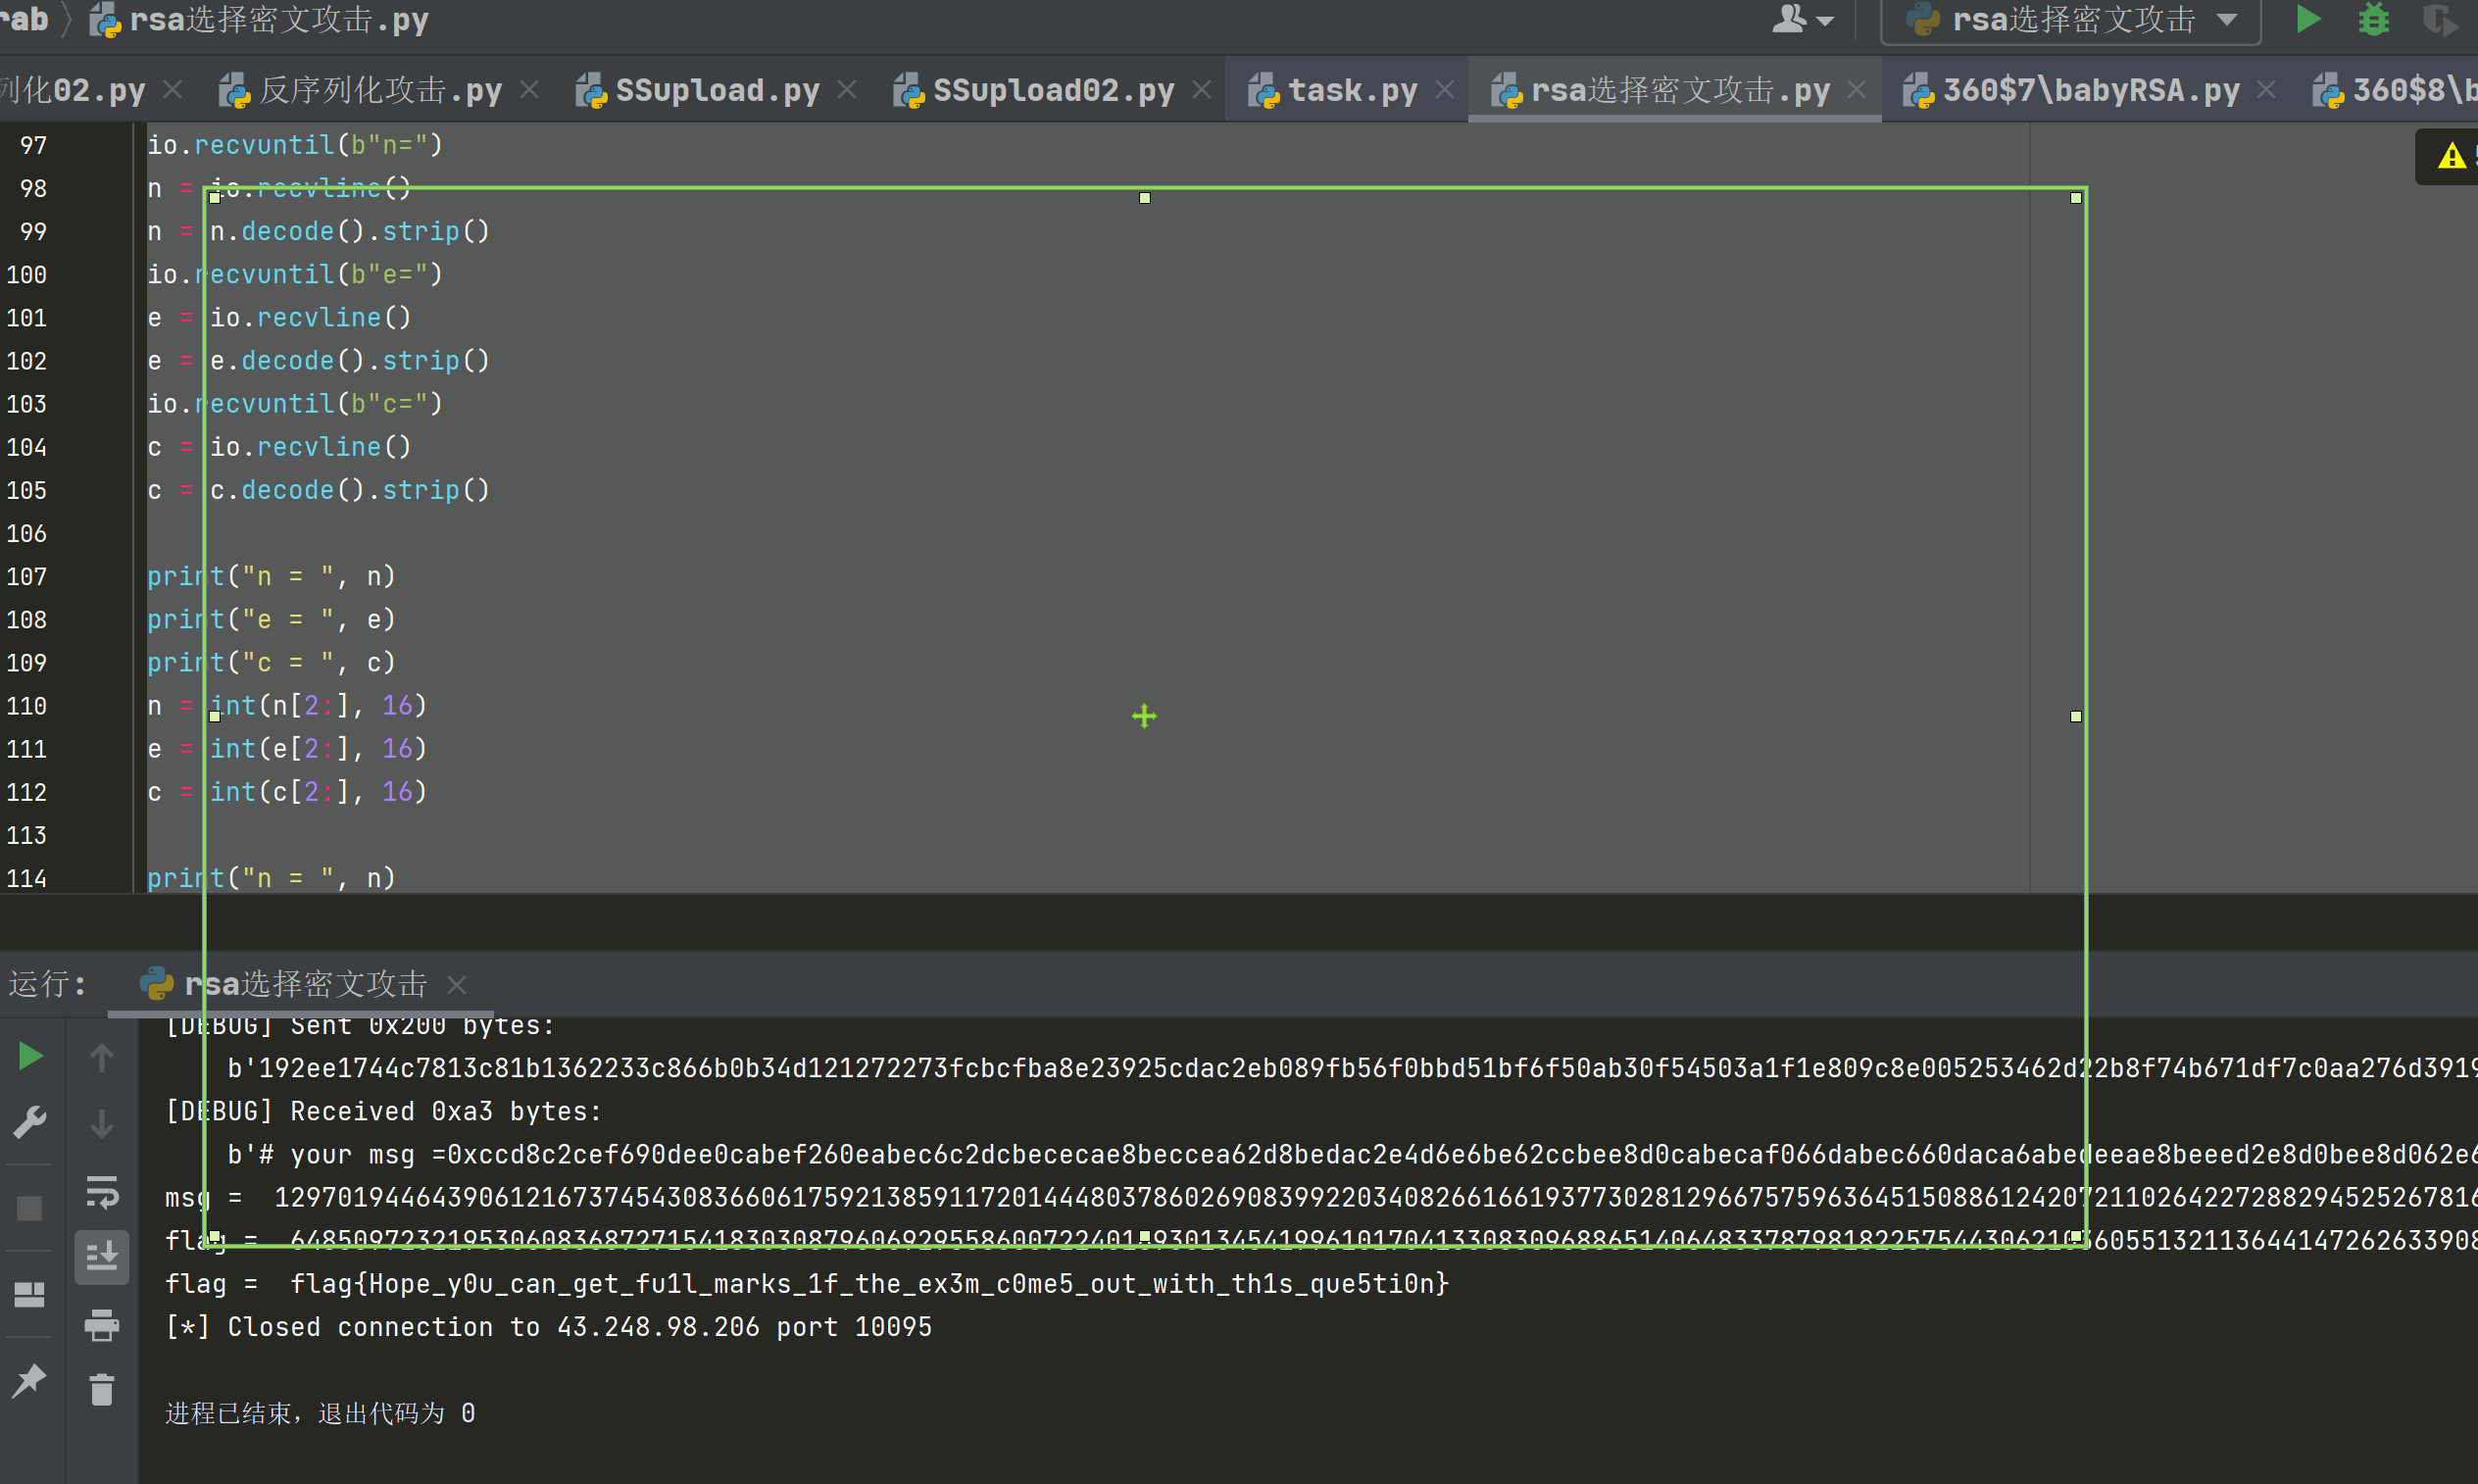 rab 〉 rsa选择密文攻击.py
rsa选择密文攻击
列化02.py
反序列化攻击.py
SSupload.py
SSupload02.py
task.py
rsa选择密文攻击.py
360$7\babyRSA.py
360$8\b
97 io.recvuntil(b"n=")
98 n = io.recvline()
99 n = n.decode().strip()
100 io.recvuntil(b"e=")
101 e = io.recvline()
102 e = e.decode().strip()
103 io.recvuntil(b"c=")
104 c = io.recvline()
105 c = c.decode().strip()
106
107 print("n = ", n)
108 print("e = ", e)
109 print("c = ", c)
110 n = int(n[2:], 16)
111 e = int(e[2:], 16)
112 c = int(c[2:], 16)
113
114 print("n = ", n)
运行:
rsa选择密文攻击
[DEBUG] Sent 0x200 bytes:
b'192ee1744c7813c81b1362233c866b0b34d121272273fcbcfba8e23925cdac2eb089fb56f0bbd51bf6f50ab30f54503a1f1e809c8e005253462d22b8f74b671df7c0aa276d3919
[DEBUG] Received 0xa3 bytes:
b'# your msg =0xccd8c2cef690dee0cabef260eabec6c2dcbececae8beccea62d8bedac2e4d6e6be62ccbee8d0cabecaf066dabec660daca6abedeeae8beeed2e8d0bee8d062e6
msg =
flag =
flag = flag{Hope_y0u_can_get_fu1l_marks_1f_the_ex3m_c0me5_out_with_th1s_que5ti0n}
[*] Closed connection to 43.248.98.206 port 10095
进程已结束，退出代码为 0